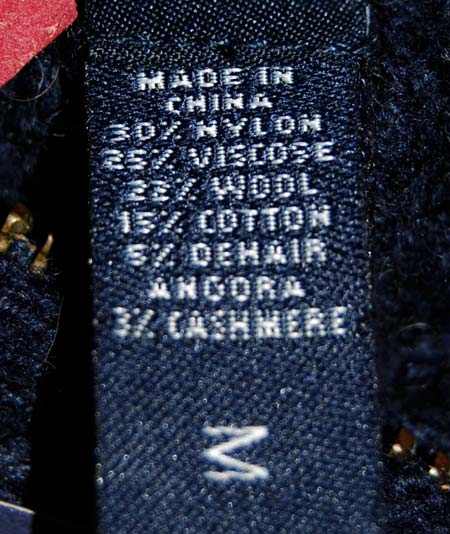 MADE IN
CHINA
30% NYLON
25% VISCOSE
22% WOOL
15% COTTON
5% DEHAIR
ANGORA
3% CASHMERE
M